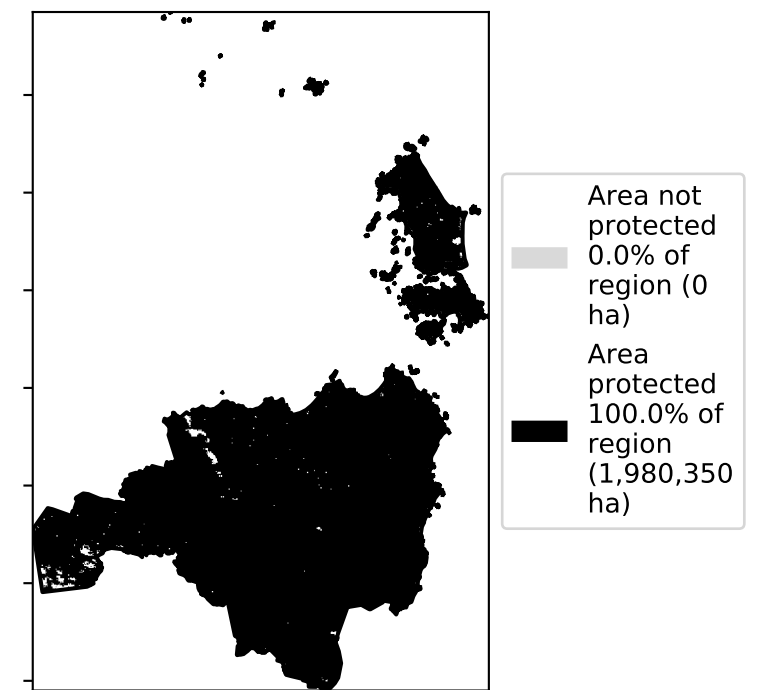 Area not
protected
0.0% of
region (0
ha)
Area
protected
100.0% of
region
(1,980,350
ha)